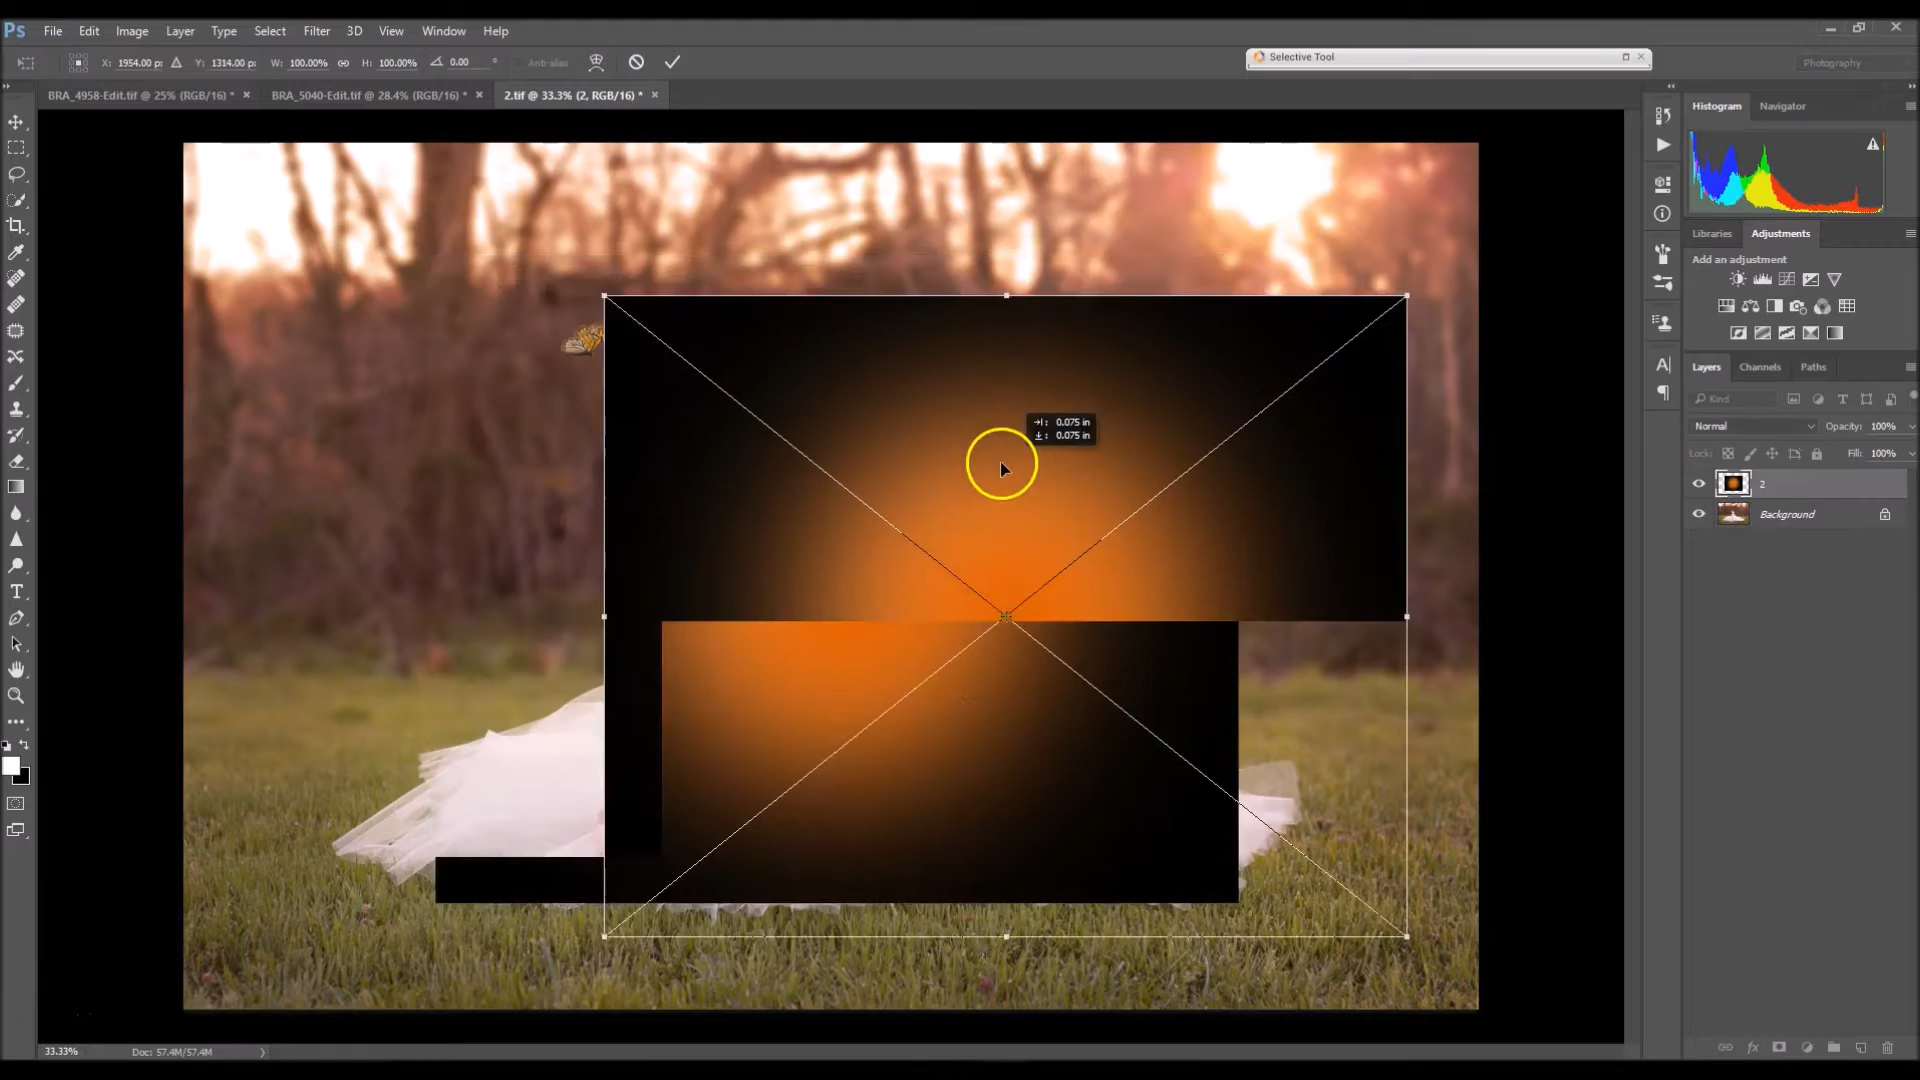 Ps File Edit Image Layer Type Select Filter 3D View Window Help
X: 1954.00 p: Y: 1314.00 p: W: 100.00% H: 100.00% 0.00 ° Anti-alias
Selective Tool
Photography
BRA_4958-Edit.tif @ 25% (RGB/16) * × BRA_5040-Edit.tif @ 28.4% (RGB/16) * × 2.tif @ 33.3% (2, RGB/16) * ×
Histogram Navigator
Libraries Adjustments
Add an adjustment
Layers Channels Paths
Kind
Normal Opacity: 100%
Lock: Fill: 100%
2
Background
: 0.075 in
: 0.075 in
33.33% Doc: 57.4M/57.4M